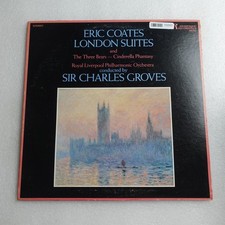 ERIC COATES
LONDON SUITES
and
The Three Bears — Cinderella Phantasy
Royal Liverpool Philharmonic Orchestra
conducted by
SIR CHARLES GROVES